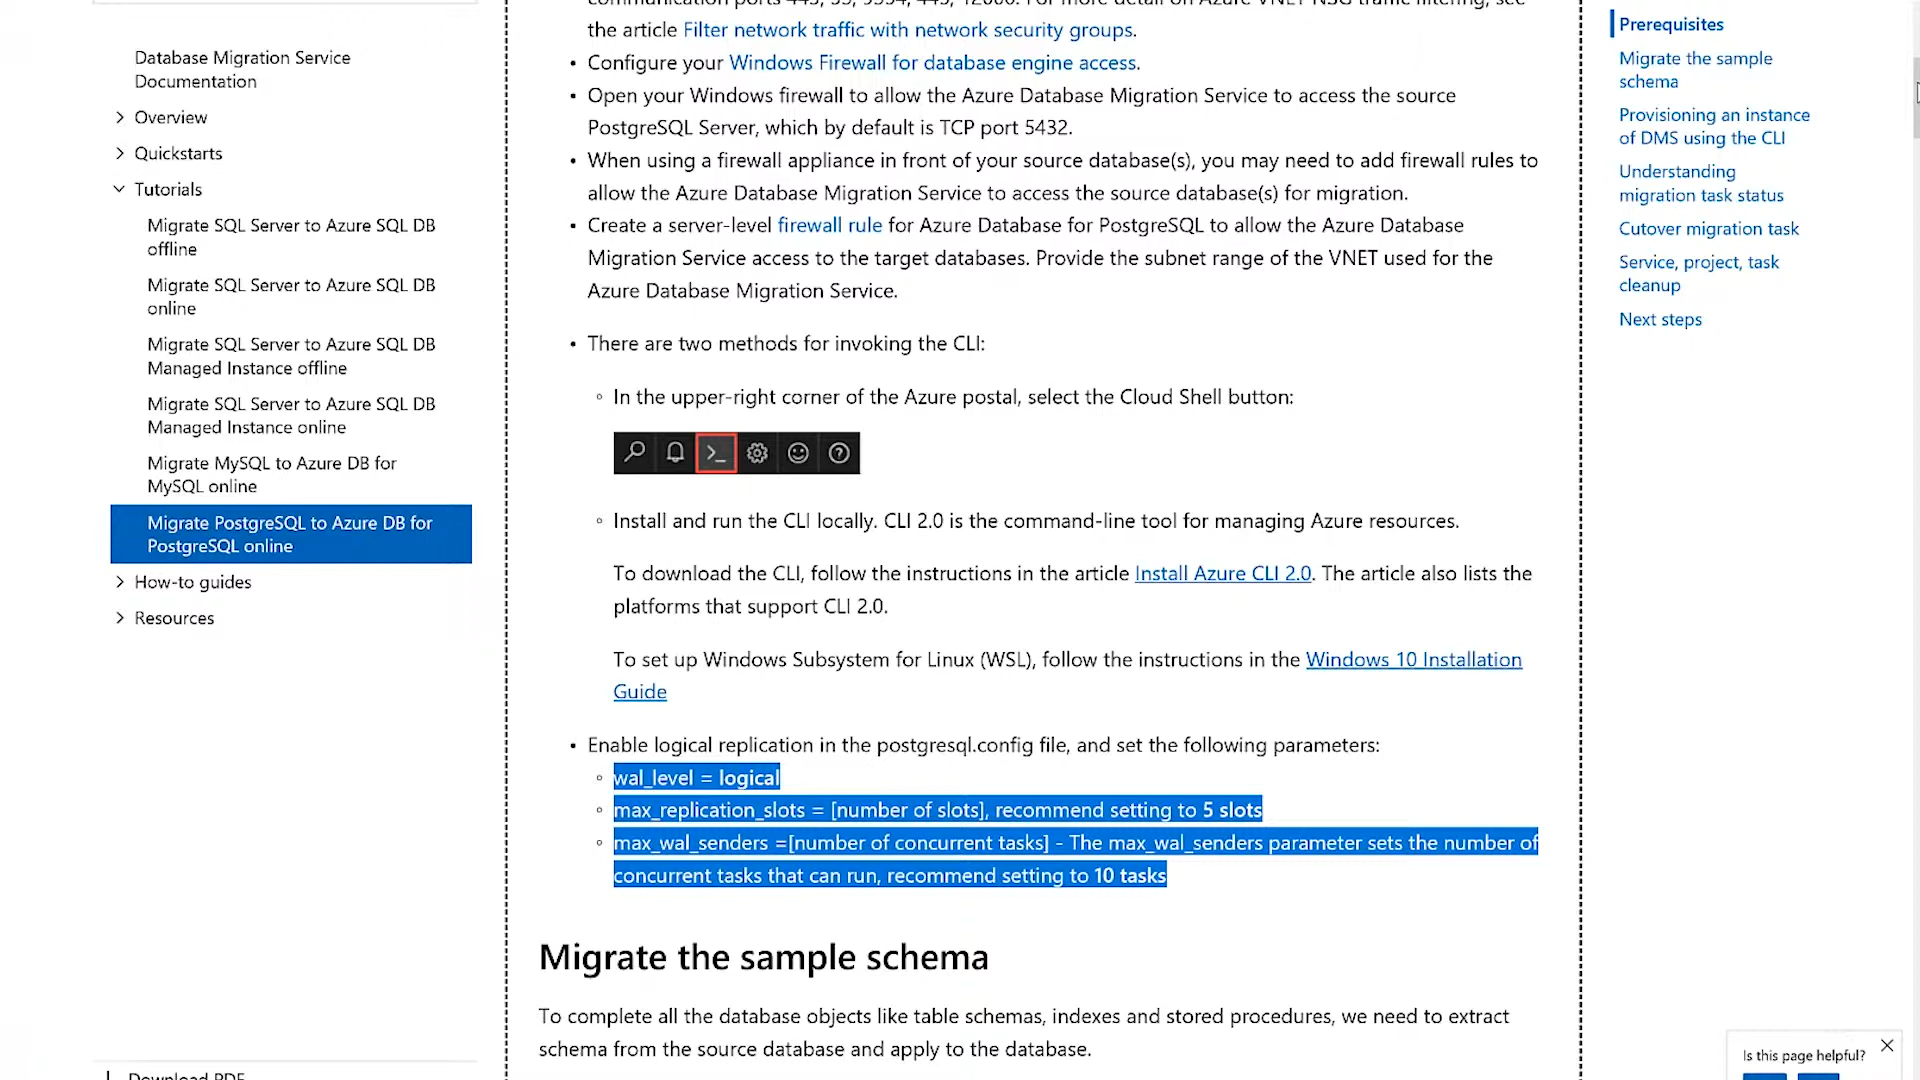 Database Migration Service
Documentation
Overview
Quickstarts
Tutorials
Migrate SQL Server to Azure SQL DB
offline
Migrate SQL Server to Azure SQL DB
online
Migrate SQL Server to Azure SQL DB
Managed Instance offline
Migrate SQL Server to Azure SQL DB
Managed Instance online
Migrate MySQL to Azure DB for
MySQL online
Migrate PostgreSQL to Azure DB for
PostgreSQL online
How-to guides
Resources
Download PDF
the article Filter network traffic with network security groups.
• Configure your Windows Firewall for database engine access.
• Open your Windows firewall to allow the Azure Database Migration Service to access the source
PostgreSQL Server, which by default is TCP port 5432.
• When using a firewall appliance in front of your source database(s), you may need to add firewall rules to
allow the Azure Database Migration Service to access the source database(s) for migration.
• Create a server-level firewall rule for Azure Database for PostgreSQL to allow the Azure Database
Migration Service access to the target databases. Provide the subnet range of the VNET used for the
Azure Database Migration Service.
• There are two methods for invoking the CLI:
◦ In the upper-right corner of the Azure postal, select the Cloud Shell button:
◦ Install and run the CLI locally. CLI 2.0 is the command-line tool for managing Azure resources.
To download the CLI, follow the instructions in the article Install Azure CLI 2.0. The article also lists the
platforms that support CLI 2.0.
To set up Windows Subsystem for Linux (WSL), follow the instructions in the Windows 10 Installation
Guide
• Enable logical replication in the postgresql.config file, and set the following parameters:
◦ wal_level = logical
◦ max_replication_slots = [number of slots], recommend setting to 5 slots
◦ max_wal_senders =[number of concurrent tasks] - The max_wal_senders parameter sets the number of
concurrent tasks that can run, recommend setting to 10 tasks
Migrate the sample schema
To complete all the database objects like table schemas, indexes and stored procedures, we need to extract
schema from the source database and apply to the database.
Prerequisites
Migrate the sample
schema
Provisioning an instance
of DMS using the CLI
Understanding
migration task status
Cutover migration task
Service, project, task
cleanup
Next steps
Is this page helpful?